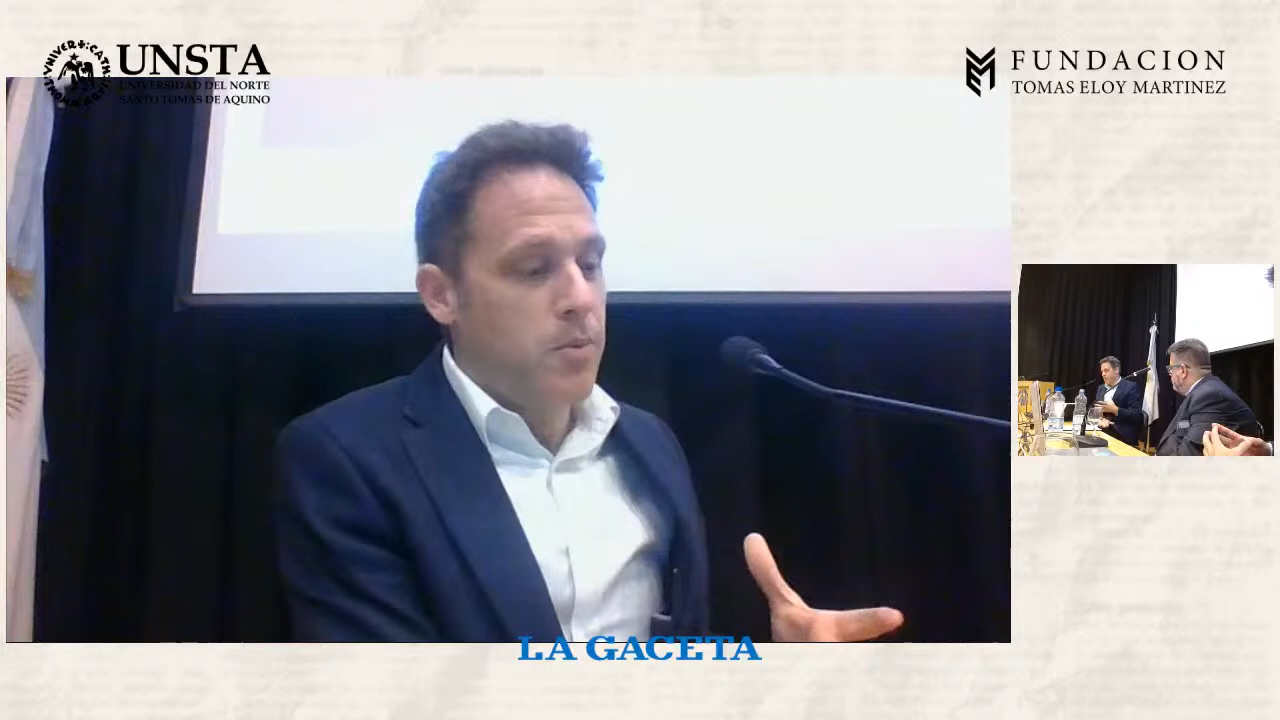 UNSTA
UNIVERSIDAD DEL NORTE
SANTO TOMAS DE AQUINO
FUNDACION
TOMAS ELOY MARTINEZ
LA GACETA